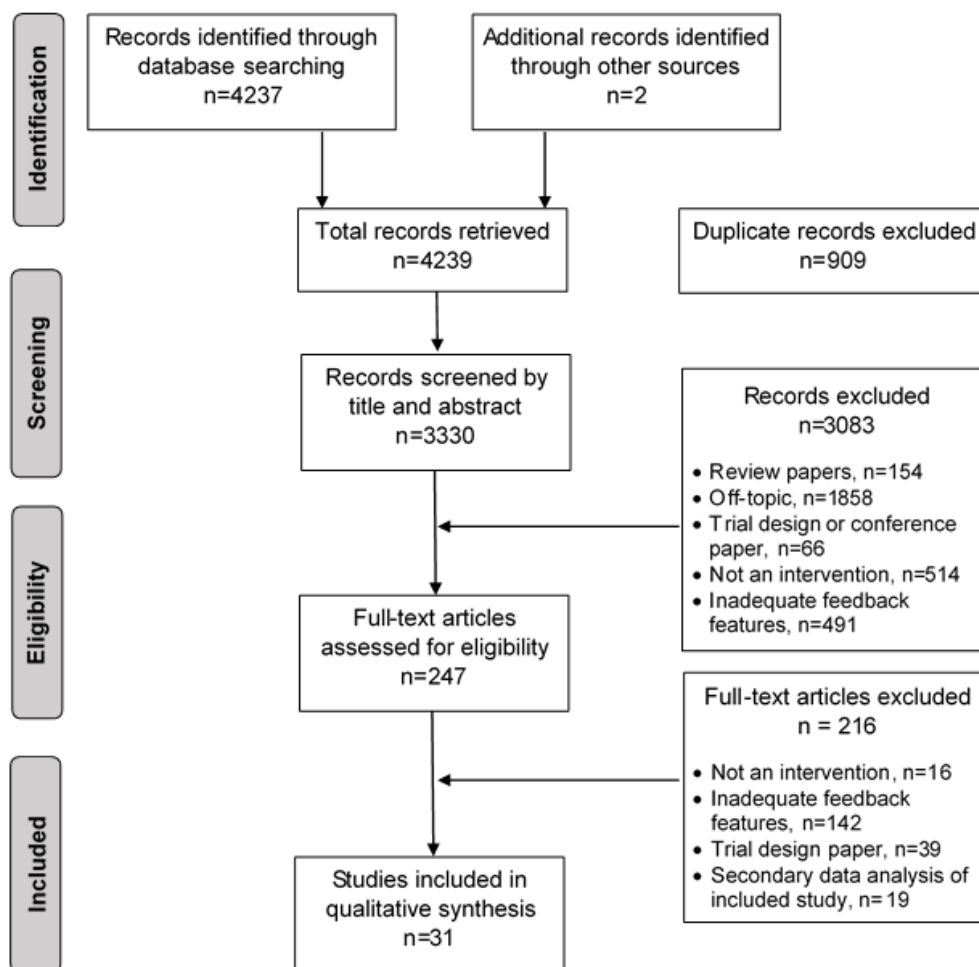 Identification
Records identified through
database searching
n=4237
Additional records identified
through other sources
n=2
Total records retrieved
n=4239
Duplicate records excluded
n=909
Screening
Records screened by
title and abstract
n=3330
Records excluded
n=3083
• Review papers, n=154
• Off-topic, n=1858
• Trial design or conference
paper, n=66
• Not an intervention, n=514
• Inadequate feedback
features, n=491
Eligibility
Full-text articles
assessed for eligibility
n=247
Full-text articles excluded
n = 216
• Not an intervention, n=16
• Inadequate feedback
features, n=142
• Trial design paper, n=39
• Secondary data analysis of
included study, n=19
Included
Studies included in
qualitative synthesis
n=31